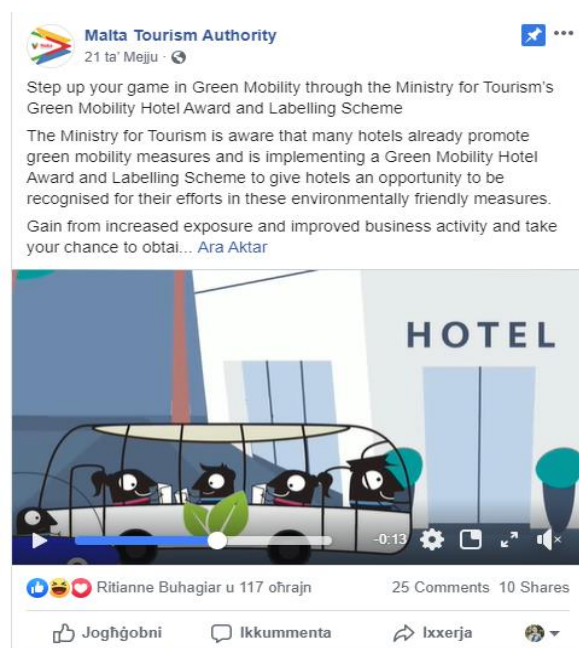 Malta Tourism Authority
21 ta' Mejju
Step up your game in Green Mobility through the Ministry for Tourism's
Green Mobility Hotel Award and Labelling Scheme
The Ministry for Tourism is aware that many hotels already promote
green mobility measures and is implementing a Green Mobility Hotel
Award and Labelling Scheme to give hotels an opportunity to be
recognised for their efforts in these environmentally friendly measures.
Gain from increased exposure and improved business activity and take
your chance to obtai... Ara Aktar
HOTEL
-0:13
Ritianne Buhagiar u 117 oħrajn 25 Comments 10 Shares
Jogħġobni Ikkummenta Ixxerja